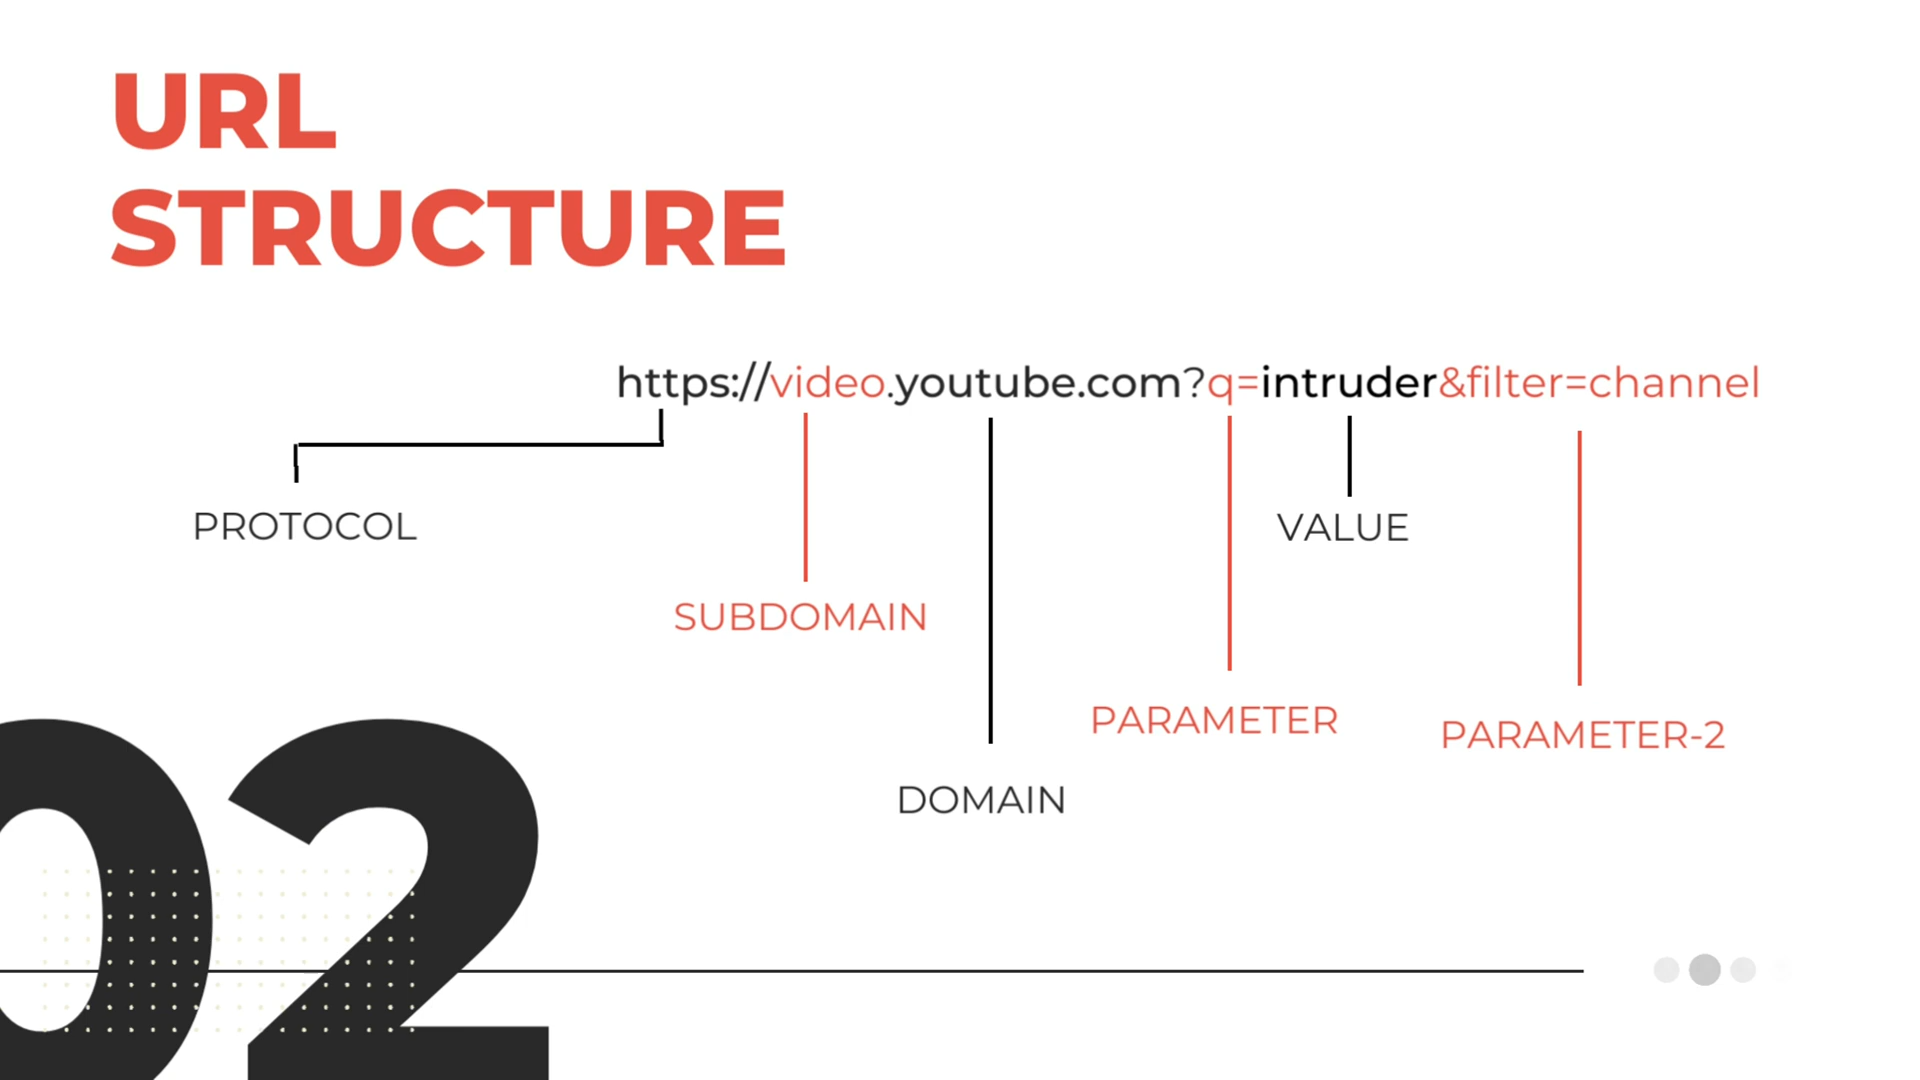 URL
STRUCTURE
https://video.youtube.com?q=intruder&filter=channel
PROTOCOL
VALUE
SUBDOMAIN
PARAMETER
PARAMETER-2
DOMAIN
02